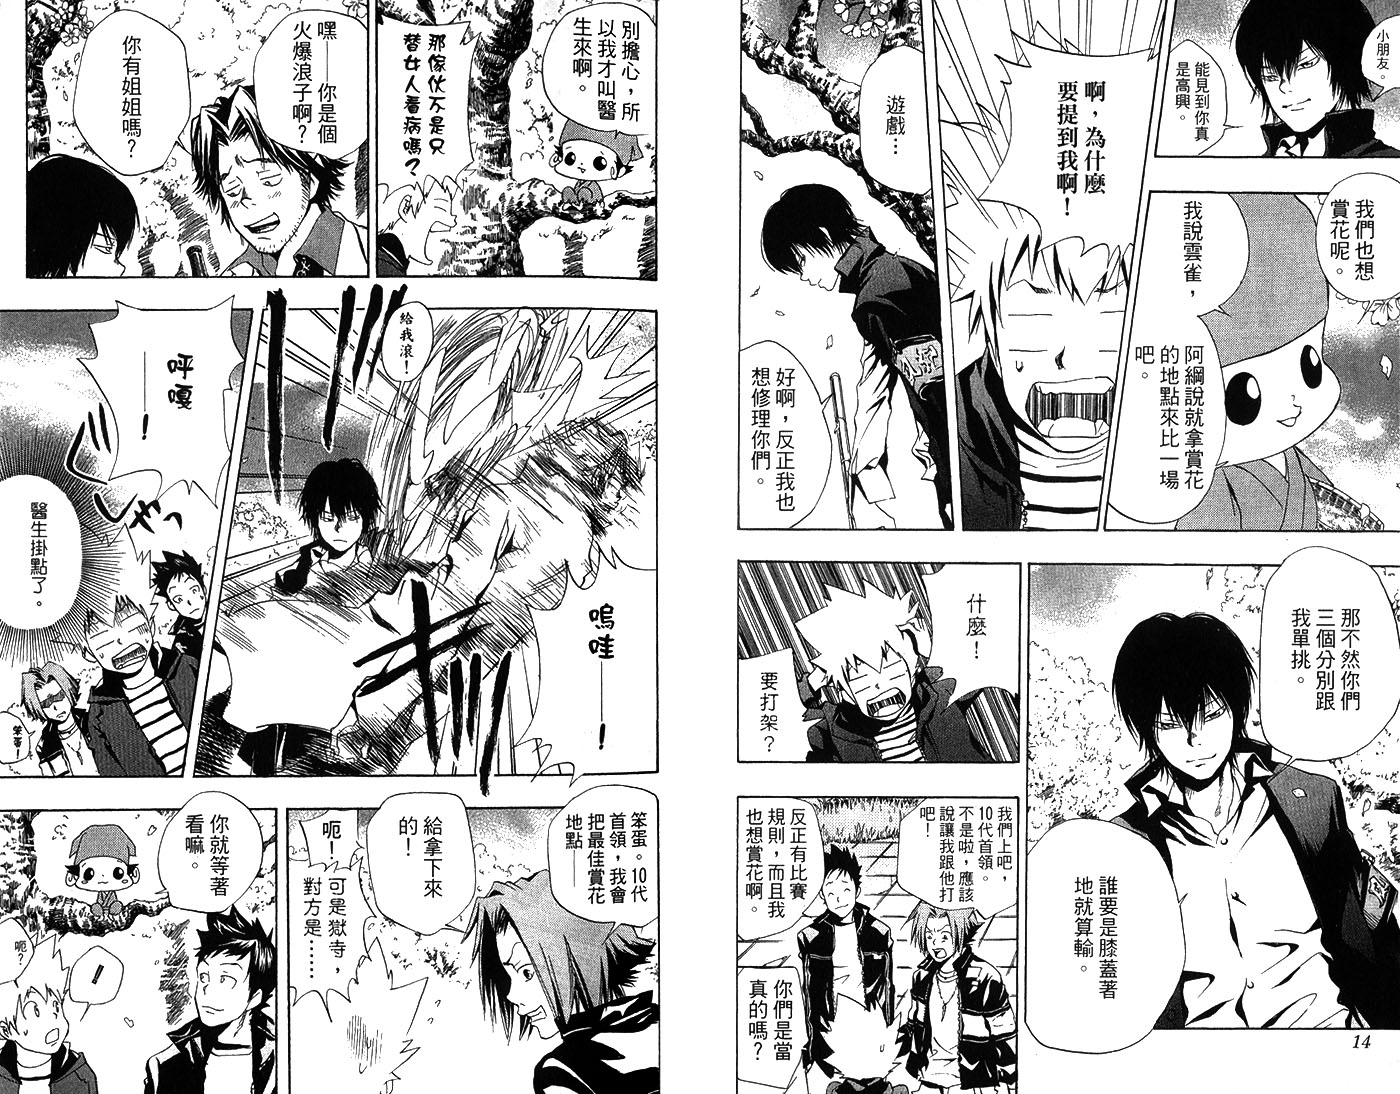 小朋友。
能見到你真
是高興，
我們也想
賞花呢。
我說雲雀，
阿綱說就拿賞花
的地點來比一場
吧。
啊，為什麼
要提到我啊！
遊戲…
好啊，反正我也
想修理你們。
那不然你們
三個分別跟
我單挑。
誰要是膝蓋著
地就算輸。
什麼！
要打架？
我們上吧，
10代首領。
不是啦，應該
說讓我跟他打
吧！
反正有比賽
規則，而且我
也想賞花啊。
你們是當
真的嗎？
14
別擔心，所
以我才叫醫
生來啊。
那傢伙不是只
替女人看病嗎？
嘿——你是個
火爆浪子啊？
你有姐姐嗎？
給我滾！
嗚哇——！
呼嘎——！
やっ
醫生掛點了。
笨蛋！
笨蛋。10代
首領，我會
把最佳賞花
地點——
給拿下來
的！
呃！
可是獄寺，
對方是……
你就等著
看嘛。
！
呃？